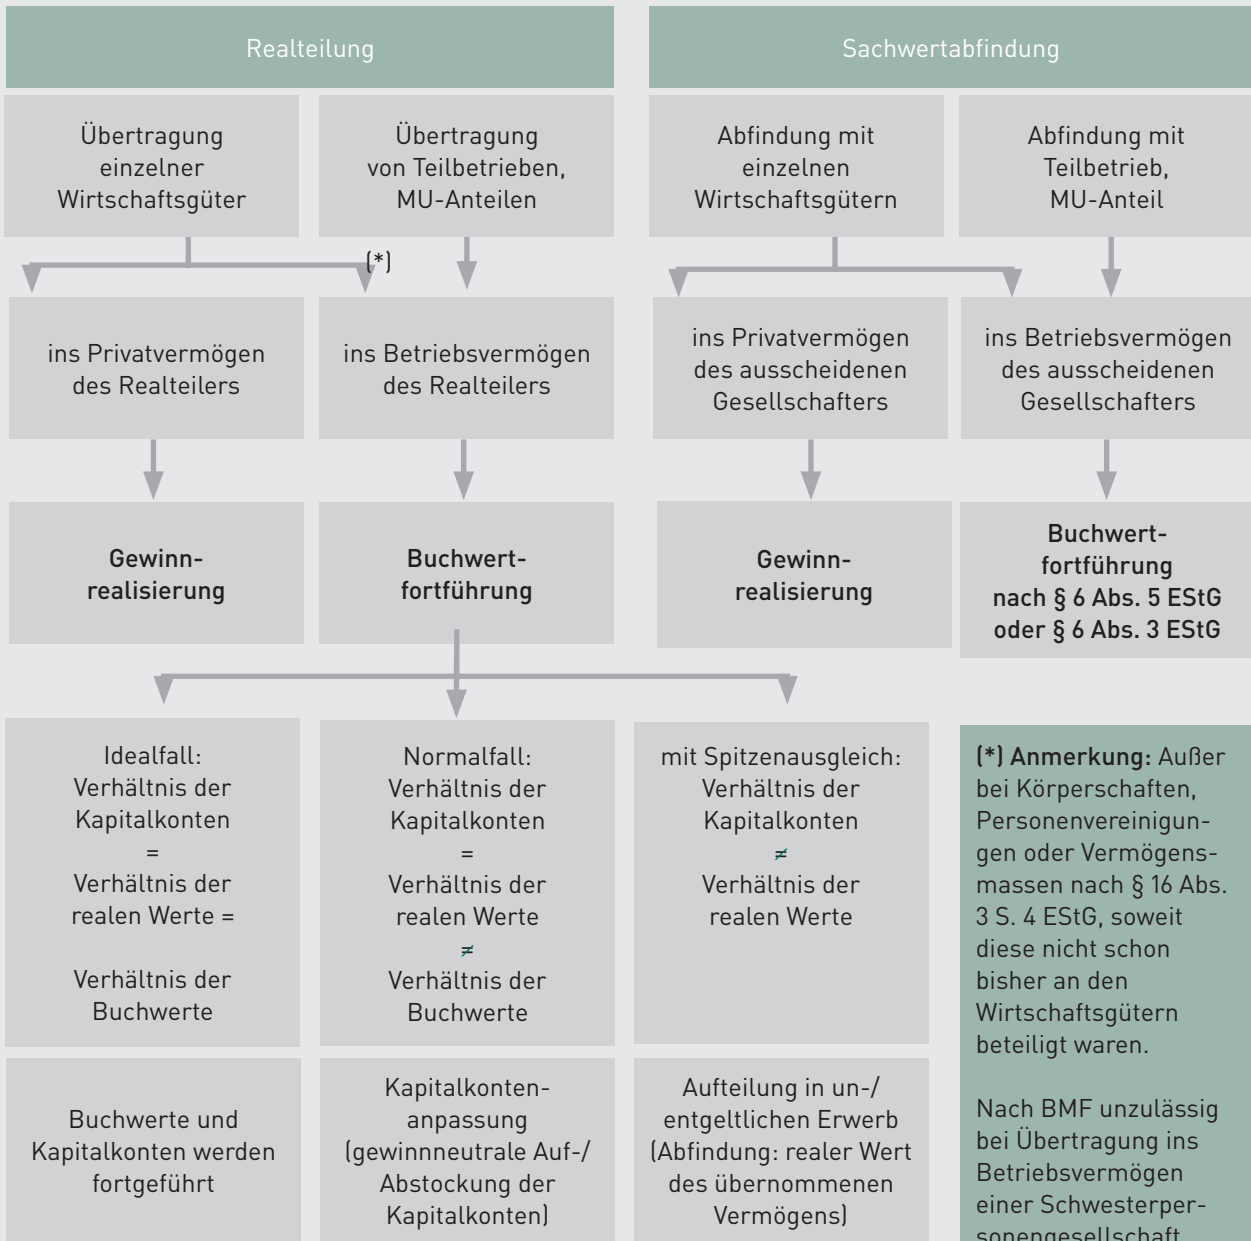 Realteilung
Sachwertabfindung
Übertragung
einzelner
Wirtschaftsgüter
Übertragung
von Teilbetrieben,
MU-Anteilen
Abfindung mit
einzelnen
Wirtschaftsgütern
Abfindung mit
Teilbetrieb,
MU-Anteil
(*)
ins Privatvermögen
des Realteilers
ins Betriebsvermögen
des Realteilers
ins Privatvermögen
des ausscheidenen
Gesellschafters
ins Betriebsvermögen
des ausscheidenen
Gesellschafters
Gewinn-
realisierung
Buchwert-
fortführung
Gewinn-
realisierung
Buchwert-
fortführung
nach § 6 Abs. 5 EStG
oder § 6 Abs. 3 EStG
Idealfall:
Verhältnis der
Kapitalkonten
=
Verhältnis der
realen Werte =
Verhältnis der
Buchwerte
Normalfall:
Verhältnis der
Kapitalkonten
=
Verhältnis der
realen Werte
≠
Verhältnis der
Buchwerte
mit Spitzenausgleich:
Verhältnis der
Kapitalkonten
≠
Verhältnis der
realen Werte
Buchwerte und
Kapitalkonten werden
fortgeführt
Kapitalkonten-
anpassung
(gewinnneutrale Auf-/
Abstockung der
Kapitalkonten)
Aufteilung in un-/
entgeltlichen Erwerb
(Abfindung: realer Wert
des übernommenen
Vermögens)
(*) Anmerkung: Außer
bei Körperschaften,
Personenvereinigun-
gen oder Vermögens-
massen nach § 16 Abs.
3 S. 4 EStG, soweit
diese nicht schon
bisher an den
Wirtschaftsgütern
beteiligt waren.
Nach BMF unzulässig
bei Übertragung ins
Betriebsvermögen
einer Schwesterper-
sonengesellschaft